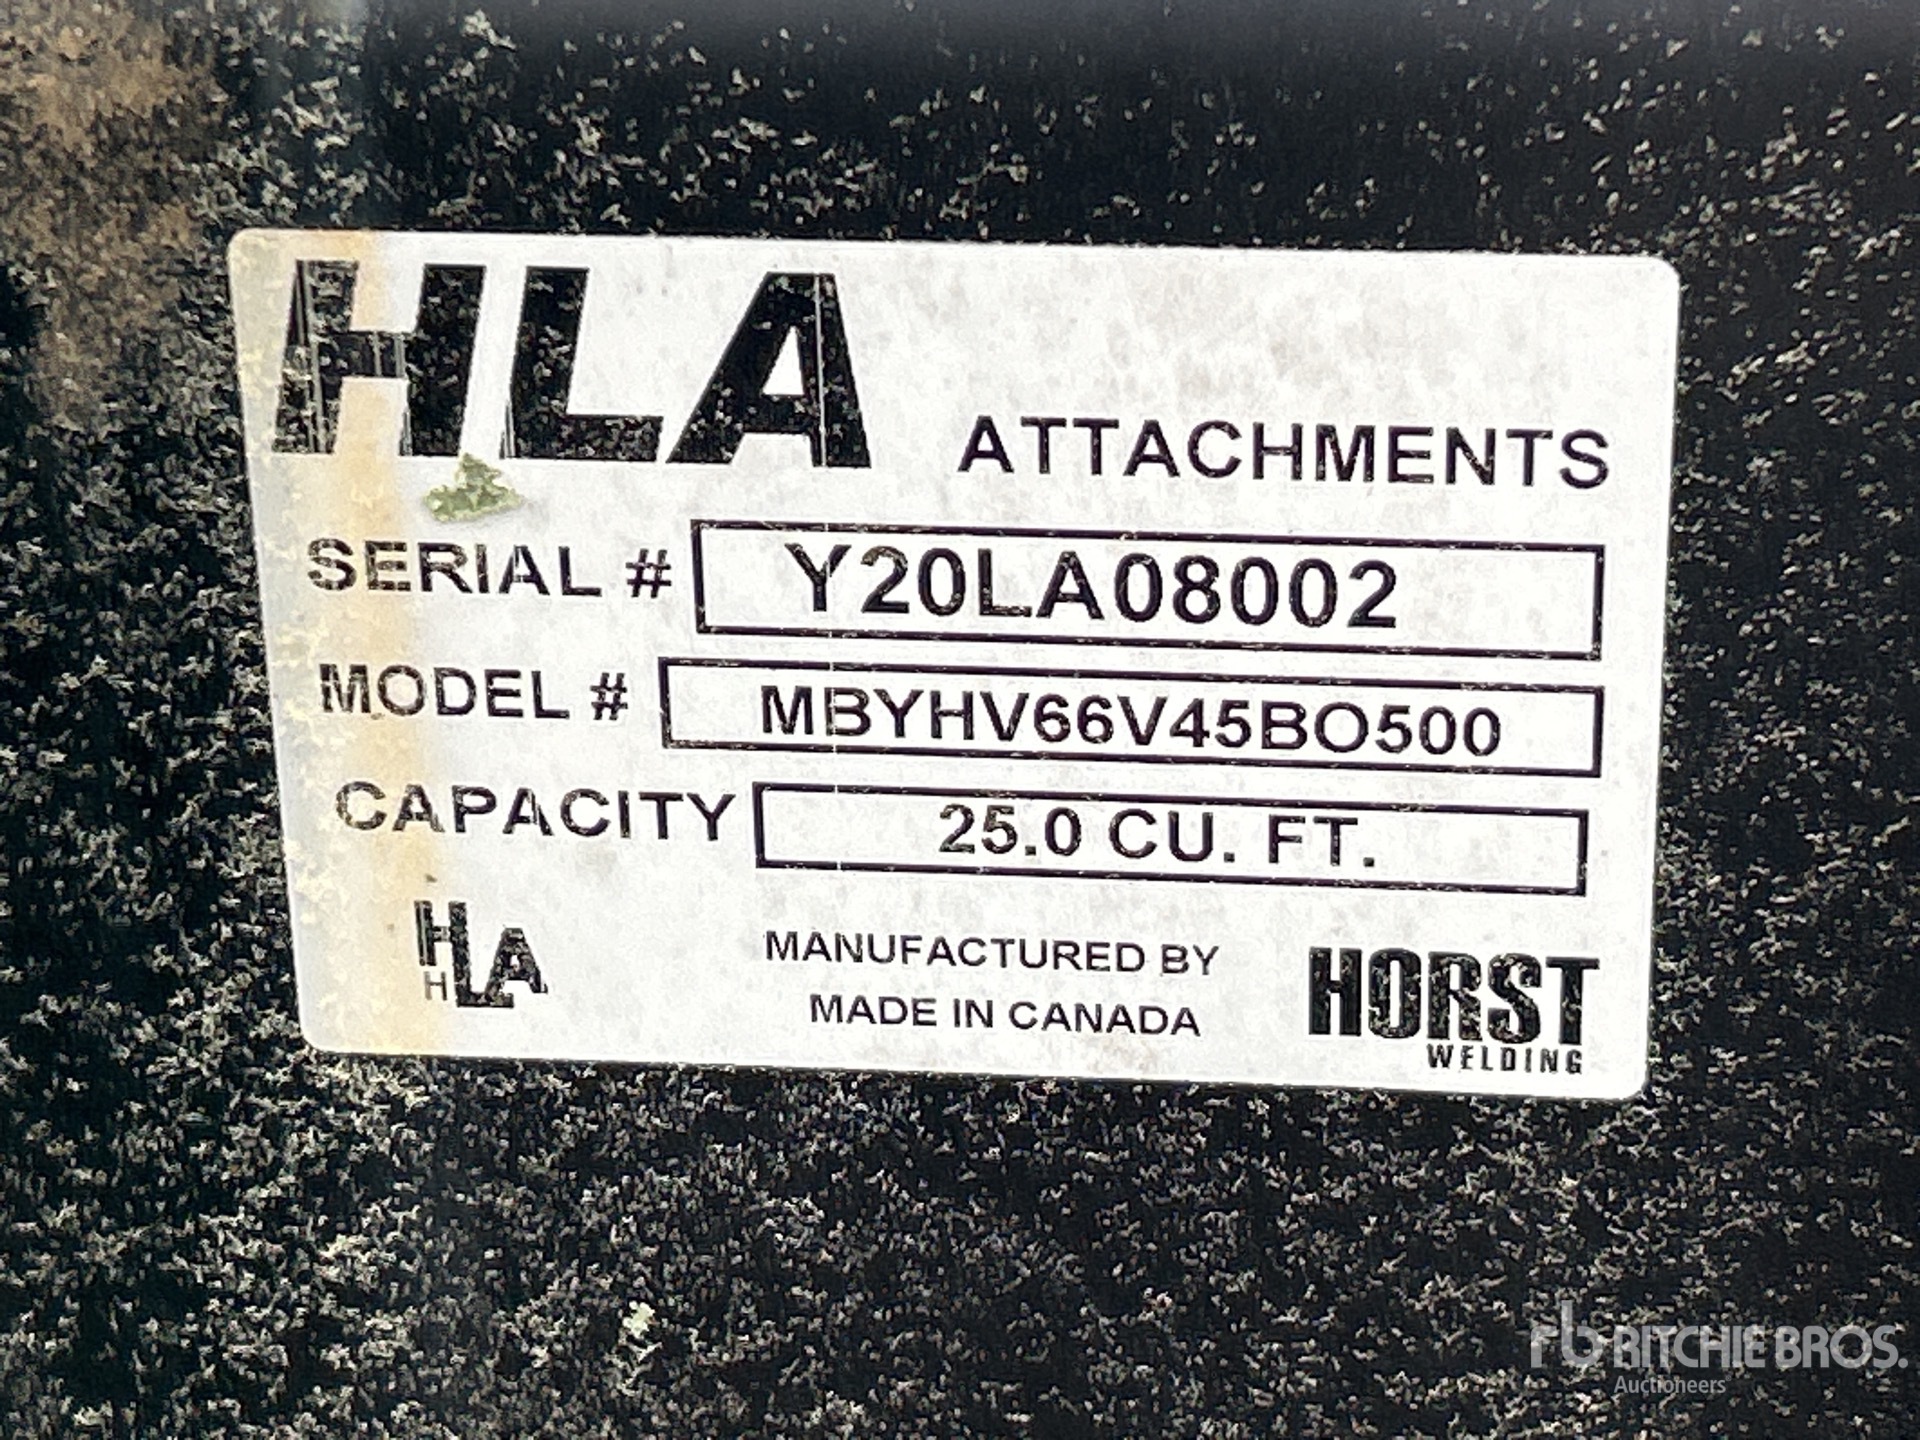 HLA ATTACHMENTS
SERIAL # Y20LA08002
MODEL # MBYHV66V45BO500
CAPACITY 25.0 CU. FT.
HLA
MANUFACTURED BY
MADE IN CANADA
HORST
WELDING
rb RITCHIE BROS.
Auctioneers